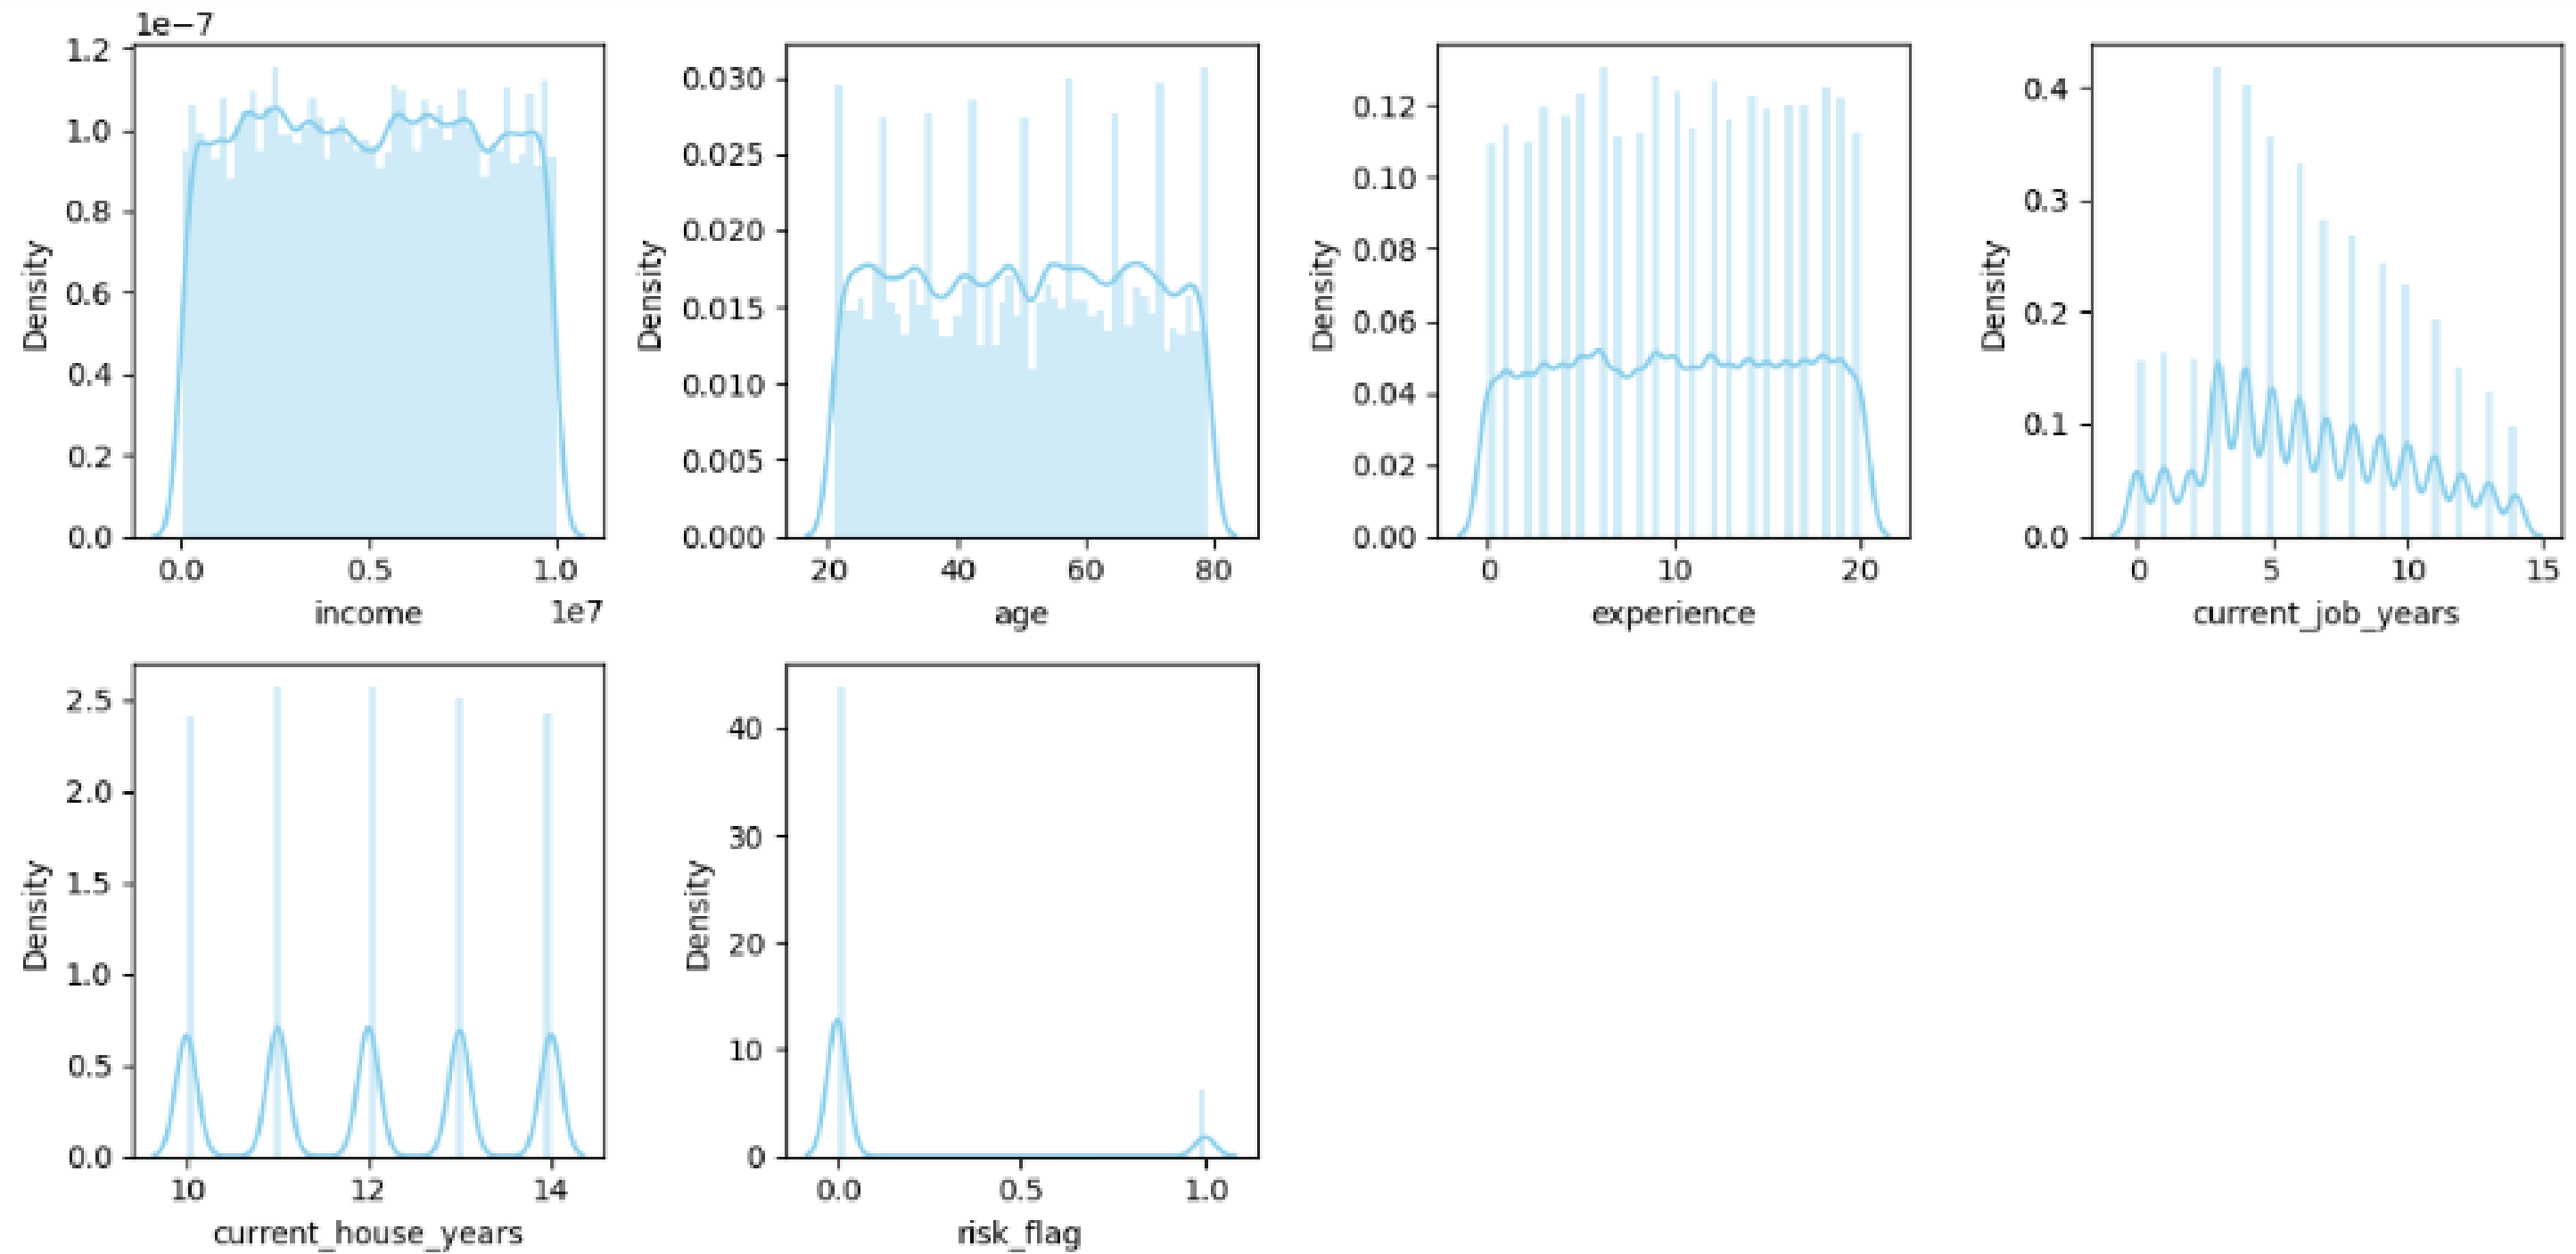 1e−7
1.2
1.0
0.8
0.6
0.4
0.2
0.0
Density
0.0 0.5 1.0
income 1e7
0.030
0.025
0.020
0.015
0.010
0.005
0.000
Density
20 40 60 80
age
0.12
0.10
0.08
0.06
0.04
0.02
0.00
Density
0 10 20
experience
0.4
0.3
0.2
0.1
0.0
Density
0 5 10 15
current_job_years
2.5
2.0
1.5
1.0
0.5
0.0
Density
10 12 14
current_house_years
40
30
20
10
0
Density
0.0 0.5 1.0
risk_flag